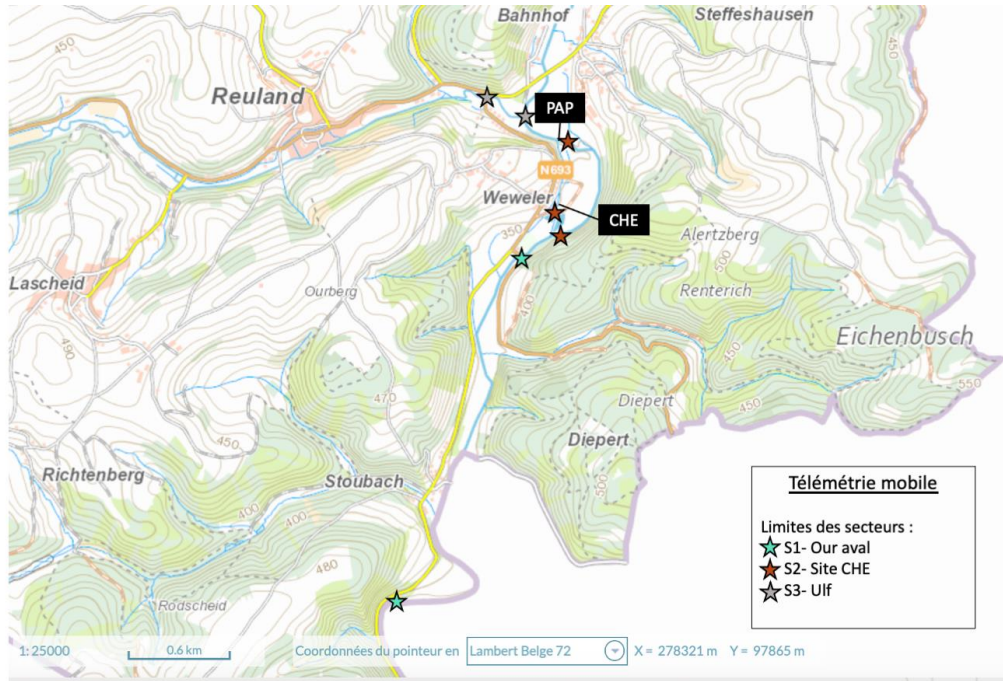 Bahnhof
Steffeshausen
450
Reuland
PAP
N693
Weweler
CHE
350
Alertzberg
500
Lascheid
Ourberg
400
Renterich
Eichenbusch
490
450
550
470
Diepert
450
450
Diepert
Richtenberg
Stoubach
500
400
400
Télémétrie mobile
480
Limites des secteurs :
S1- Our aval
S2- Site CHE
Rödscheid
S3- Ulf
1:25000
0.6 km
Coordonnées du pointeur en
Lambert Belge 72
X = 278321 m
Y = 97865 m